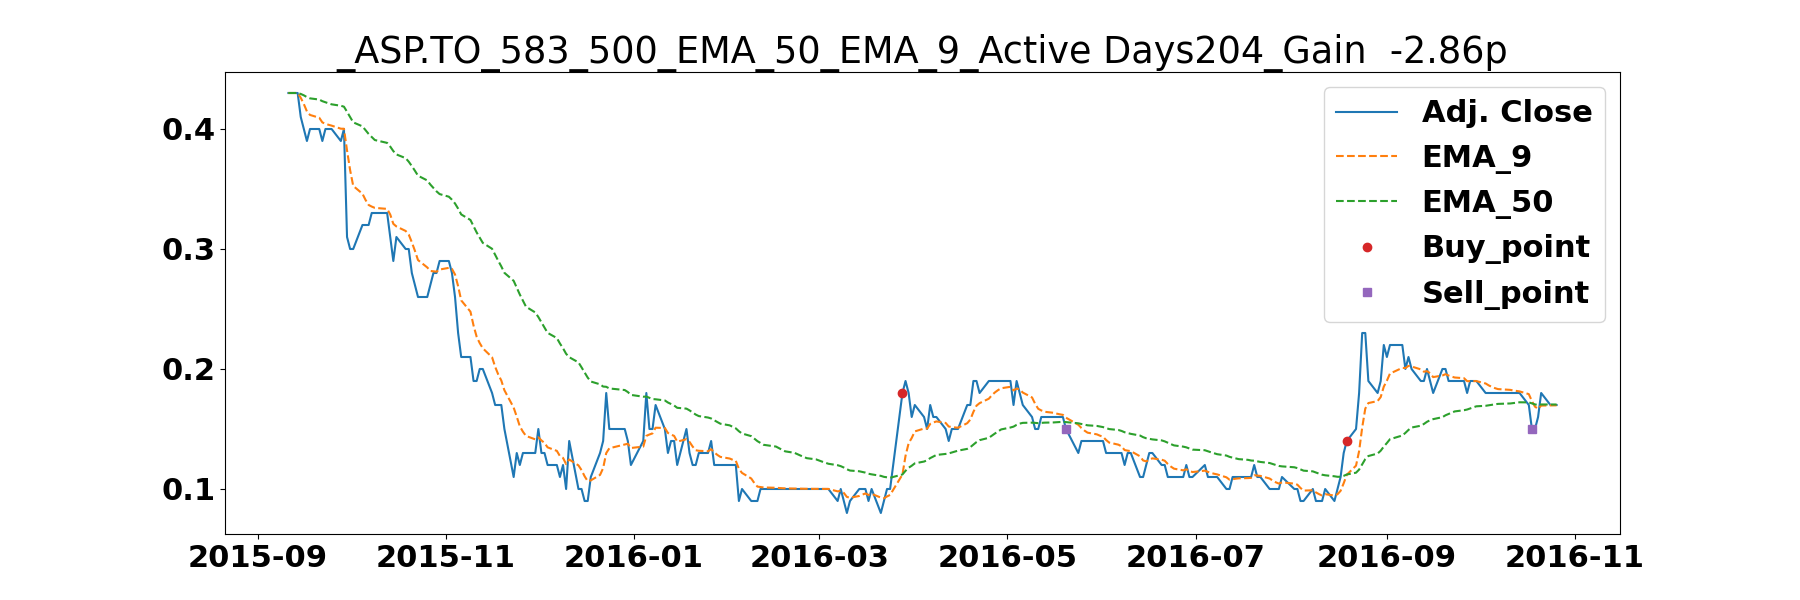 _ASP.TO_583_500_EMA_50_EMA_9_Active Days204_Gain  -2.86p
0.4
0.3
0.2
0.1
Adj. Close
EMA_9
EMA_50
Buy_point
Sell_point
2015-09 2015-11 2016-01 2016-03 2016-05 2016-07 2016-09 2016-11